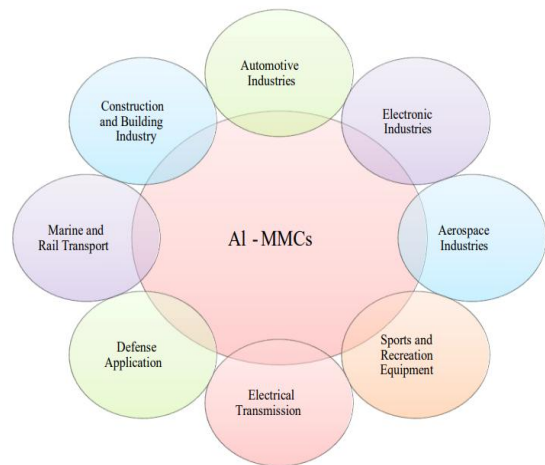 Automotive
Industries
Construction
and Building
Industry
Electronic
Industries
Marine and
Rail Transport
Al - MMCs
Aerospace
Industries
Defense
Application
Sports and
Recreation
Equipment
Electrical
Transmission